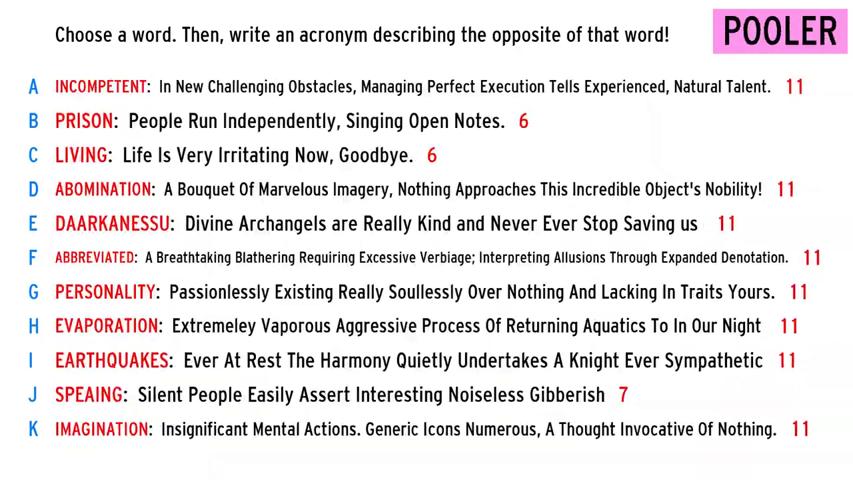 Choose a word. Then, write an acronym describing the opposite of that word! POOLER
A INCOMPETENT: In New Challenging Obstacles, Managing Perfect Execution Tells Experienced, Natural Talent. 11
B PRISON: People Run Independently, Singing Open Notes. 6
C LIVING: Life Is Very Irritating Now, Goodbye. 6
D ABOMINATION: A Bouquet Of Marvelous Imagery, Nothing Approaches This Incredible Object's Nobility! 11
E DAARKANESSU: Divine Archangels are Really Kind and Never Ever Stop Saving us 11
F ABBREVIATED: A Breathtaking Blathering Requiring Excessive Verbiage; Interpreting Allusions Through Expanded Denotation. 11
G PERSONALITY: Passionlessly Existing Really Soullessly Over Nothing And Lacking In Traits Yours. 11
H EVAPORATION: Extremeley Vaporous Aggressive Process Of Returning Aquatics To In Our Night 11
I EARTHQUAKES: Ever At Rest The Harmony Quietly Undertakes A Knight Ever Sympathetic 11
J SPEAING: Silent People Easily Assert Interesting Noiseless Gibberish 7
K IMAGINATION: Insignificant Mental Actions. Generic Icons Numerous, A Thought Invocative Of Nothing. 11